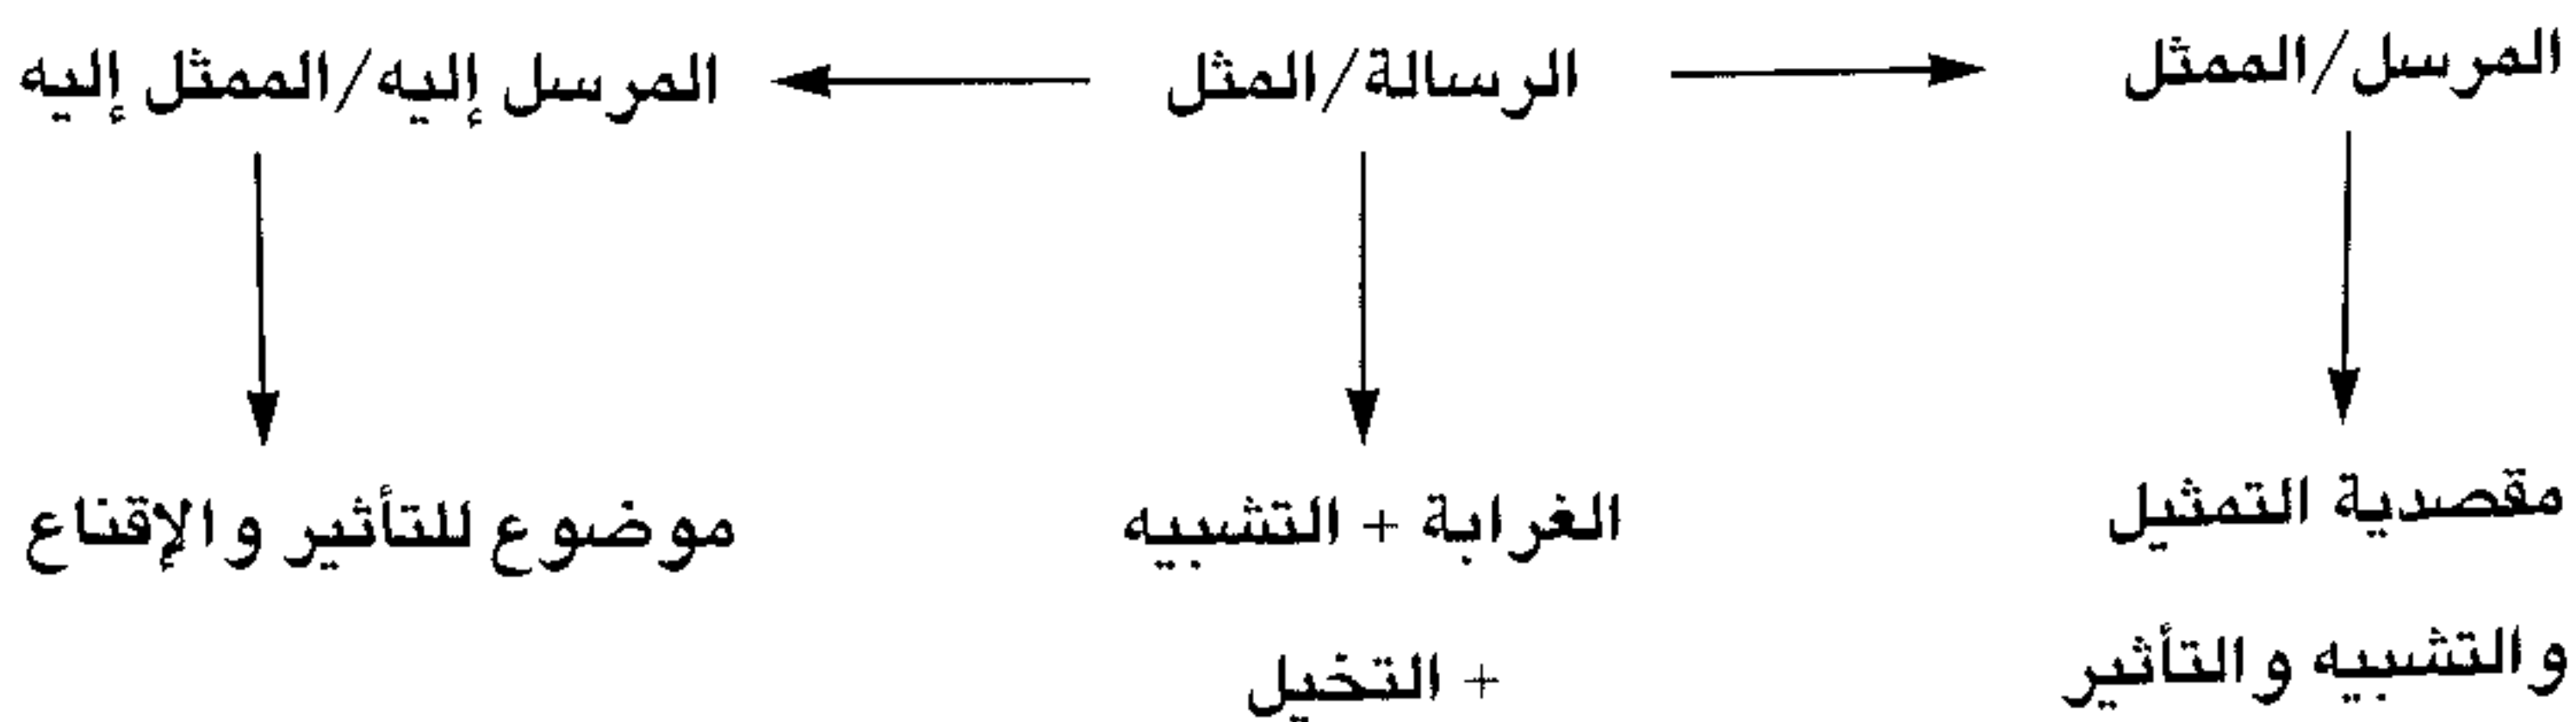 المرسل/الممثل
الرسالة/المثل
المرسل إليه/الممثل إليه
مقصدية التمثيل
والتشبيه والتأثير
الغرابة + التشبيه
+ التخيل
موضوع للتأثير والإقناع